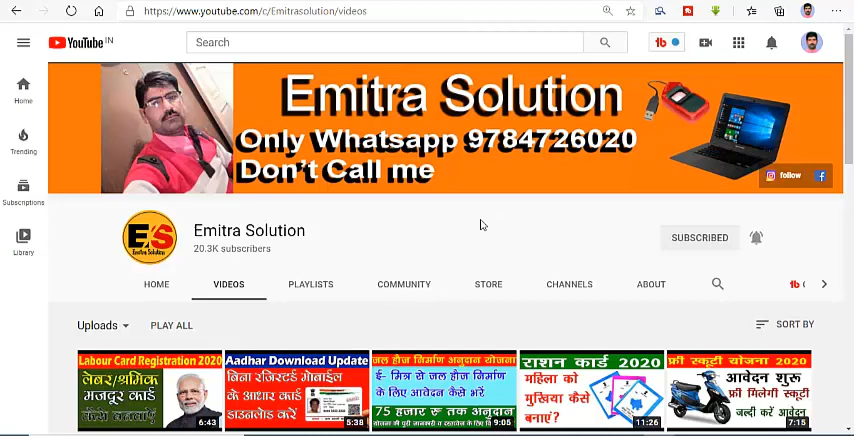 https://www.youtube.com/c/Emitrasolution/videos
YouTube IN
Search
Home
Trending
Subscriptions
Library
Emitra Solution
Only Whatsapp 9784726020
Don't Call me
follow
E/S
Emitra Solution
Emitra Solution
20.3K subscribers
SUBSCRIBED
HOME VIDEOS PLAYLISTS COMMUNITY STORE CHANNELS ABOUT
Uploads PLAY ALL SORT BY
Labour Card Registration 2020
लेबर/श्रमिक
मजदूर कार्ड
कैसे बनवाएं?
6:43
Aadhar Download Update
बिना रजिस्टर्ड मोबाईल
के आधार कार्ड
डाउनलोड करें
5:38
जल हौज निर्माण अनुदान योजना
ई- मित्र से जल हौज निर्माण
के लिए आवेदन कैसे भरें
75 हजार रू तक अनुदान
9:05
राशन कार्ड 2020
महिला को
मुखिया कैसे
बनाएं?
11:26
फ्री स्कूटी योजना 2020
आवेदन शुरू
फ्री मिलेगी स्कूटी
जल्दी करें आवेदन
7:15